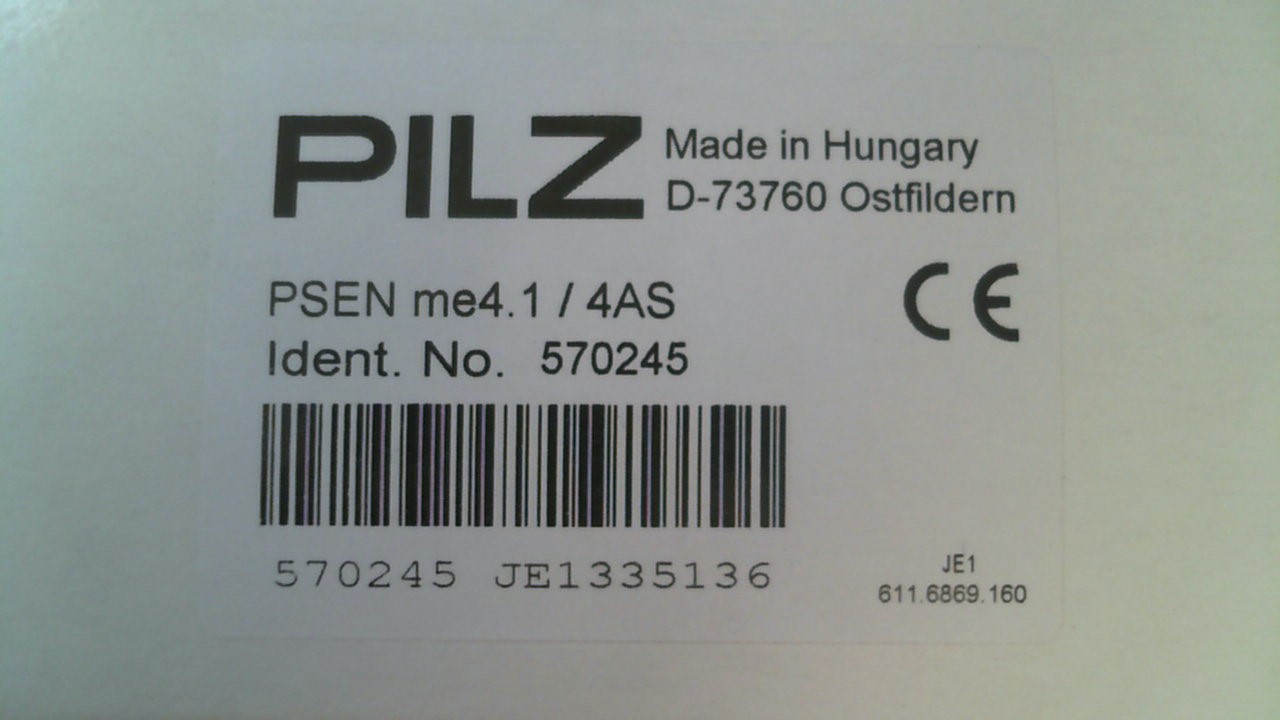 PILZ
Made in Hungary
D-73760 Ostfildern
CE
PSEN me4.1 / 4AS
Ident. No. 570245
570245 JE1335136
JE1
611.6869.160